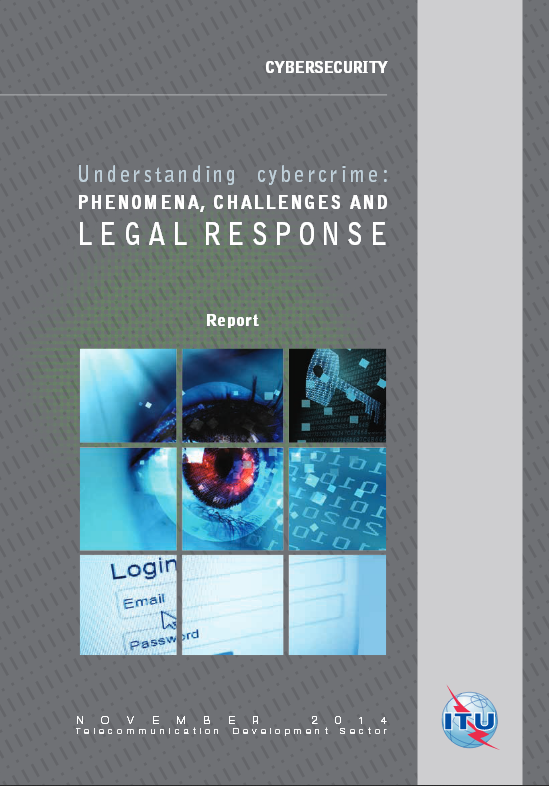 CYBERSECURITY
Understanding cybercrime:
PHENOMENA, CHALLENGES AND
LEGAL RESPONSE
Report
Login
Email
Password
NOVEMBER 2014
Telecommunication Development Sector
ITU